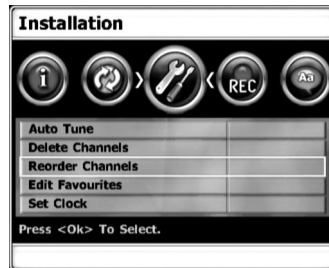 Installation
REC
Aa
Auto Tune
Delete Channels
Reorder Channels
Edit Favourites
Set Clock
Press <Ok> To Select.